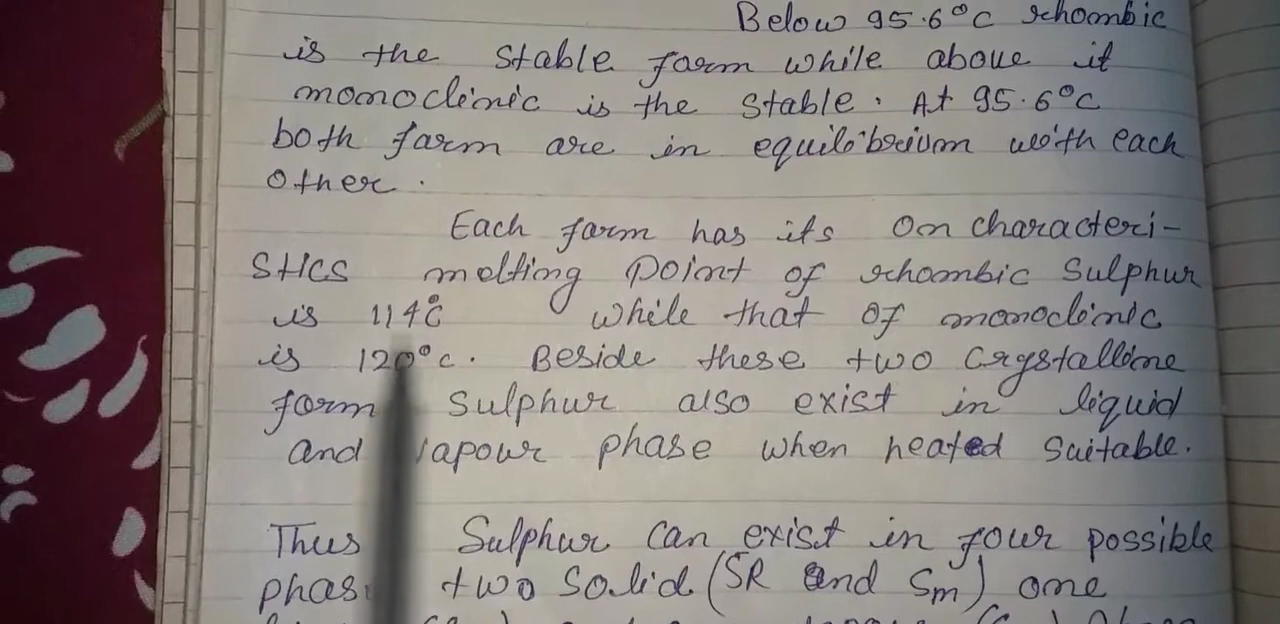 Below 95.6°c rhombic
is the stable farm while above it
monoclinic is the stable. At 95.6°c
both farm are in equilibrium with each
other.
Each farm has its on characteri-
stics melting point of rhombic sulphur
is 114°c while that of monoclinic
is 120°c. Beside these two crystalline
form sulphur also exist in liquid
and vapour phase when heated suitable.
Thus sulphur can exist in four possible
phas two solid (SR and Sm) one